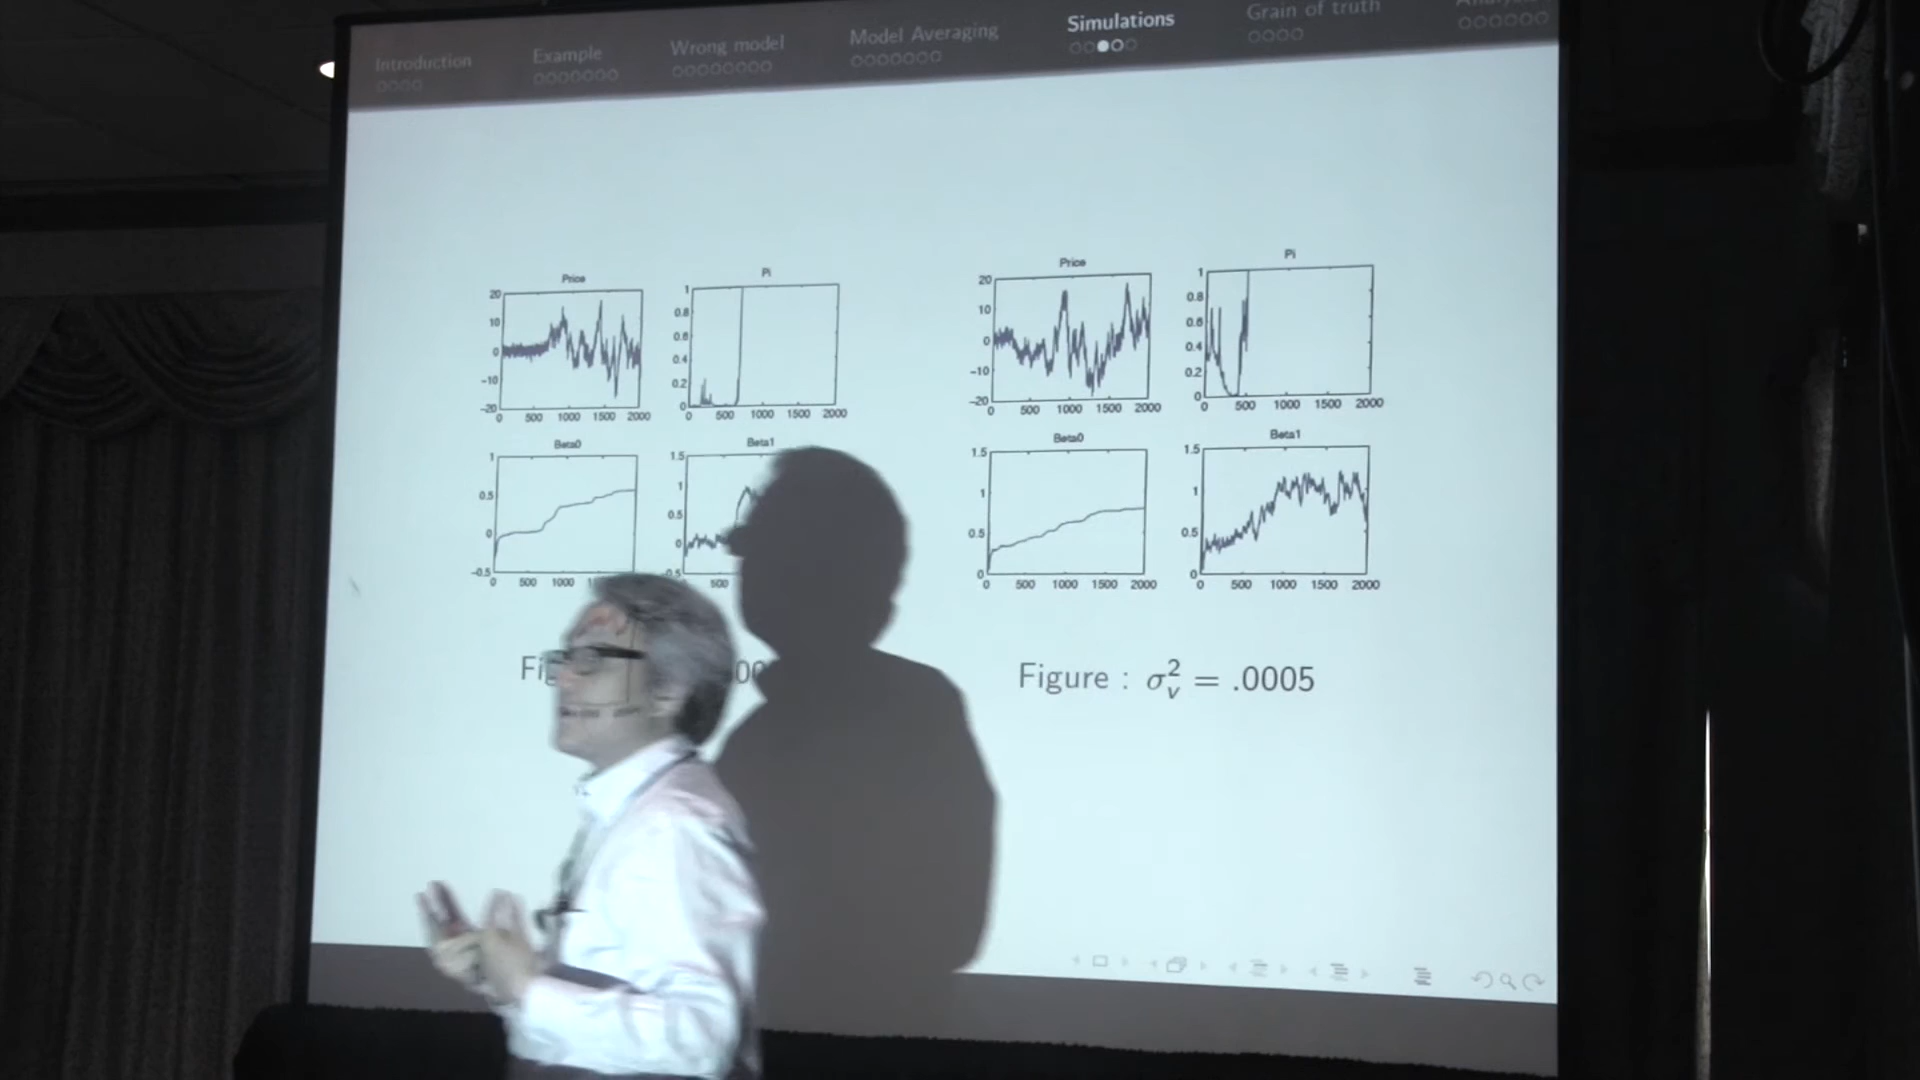 Introduction Example Wrong model Model Averaging Simulations Grain of truth
Price Pi Price Pi
20 10 0 -10 -20
0 500 1000 1500 2000
1 0.8 0.6 0.4 0.2 0
0 500 1000 1500 2000
20 10 0 -10 -20
0 500 1000 1500 2000
1 0.8 0.6 0.4 0.2 0
0 500 1000 1500 2000
Beta0 Beta1 Beta0 Beta1
1 0.5 0 -0.5
0 500 1000
1.5 1 0.5 0
500
1.5 1 0.5 0
0 500 1000 1500 2000
1.5 1 0.5 0
0 500 1000 1500 2000
Figure : σ²ᵥ = .0005